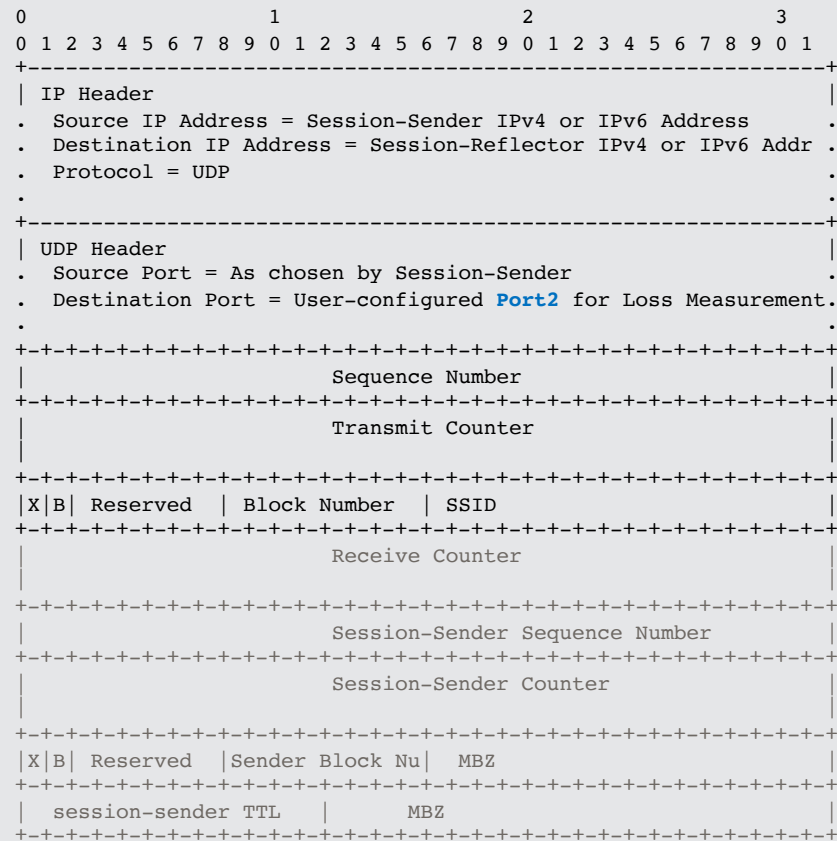 0                   1                   2                   3
0 1 2 3 4 5 6 7 8 9 0 1 2 3 4 5 6 7 8 9 0 1 2 3 4 5 6 7 8 9 0 1
+---------------------------------------------------------------+
| IP Header                                                     |
.  Source IP Address = Session-Sender IPv4 or IPv6 Address      .
.  Destination IP Address = Session-Reflector IPv4 or IPv6 Addr .
.  Protocol = UDP                                               .
.                                                               .
+---------------------------------------------------------------+
| UDP Header                                                    |
.  Source Port = As chosen by Session-Sender                    .
.  Destination Port = User-configured Port2 for Loss Measurement.
.                                                               .
+-+-+-+-+-+-+-+-+-+-+-+-+-+-+-+-+-+-+-+-+-+-+-+-+-+-+-+-+-+-+-+-+
|                        Sequence Number                        |
+-+-+-+-+-+-+-+-+-+-+-+-+-+-+-+-+-+-+-+-+-+-+-+-+-+-+-+-+-+-+-+-+
|                        Transmit Counter                       |
|                                                               |
+-+-+-+-+-+-+-+-+-+-+-+-+-+-+-+-+-+-+-+-+-+-+-+-+-+-+-+-+-+-+-+-+
|X|B| Reserved  | Block Number  | SSID                          |
+-+-+-+-+-+-+-+-+-+-+-+-+-+-+-+-+-+-+-+-+-+-+-+-+-+-+-+-+-+-+-+-+
|                        Receive Counter                        |
|                                                               |
+-+-+-+-+-+-+-+-+-+-+-+-+-+-+-+-+-+-+-+-+-+-+-+-+-+-+-+-+-+-+-+-+
|                        Session-Sender Sequence Number         |
+-+-+-+-+-+-+-+-+-+-+-+-+-+-+-+-+-+-+-+-+-+-+-+-+-+-+-+-+-+-+-+-+
|                        Session-Sender Counter                 |
|                                                               |
+-+-+-+-+-+-+-+-+-+-+-+-+-+-+-+-+-+-+-+-+-+-+-+-+-+-+-+-+-+-+-+-+
|X|B| Reserved  |Sender Block Nu|  MBZ                          |
+-+-+-+-+-+-+-+-+-+-+-+-+-+-+-+-+-+-+-+-+-+-+-+-+-+-+-+-+-+-+-+-+
|  session-sender TTL   |      MBZ                              |
+-+-+-+-+-+-+-+-+-+-+-+-+-+-+-+-+-+-+-+-+-+-+-+-+-+-+-+-+-+-+-+-+